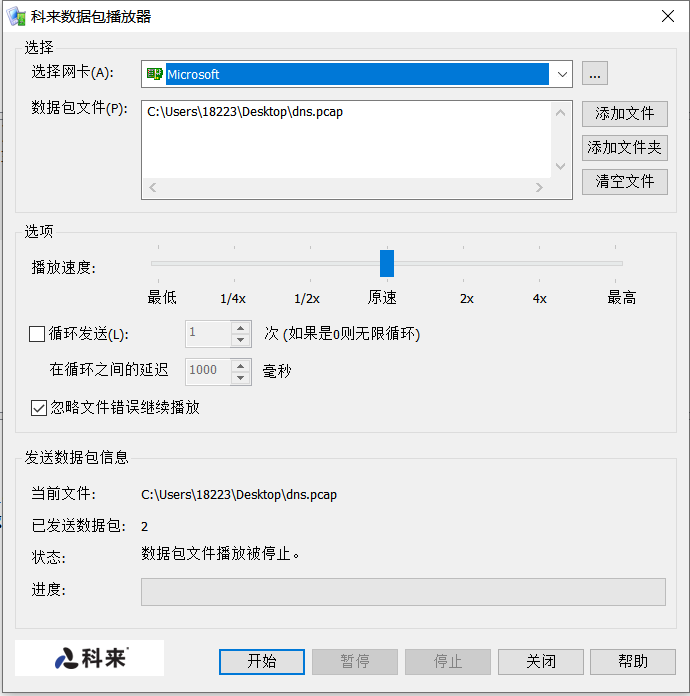 科来数据包播放器
选择
选择网卡(A):
Microsoft
...
数据包文件(P):
C:\Users\18223\Desktop\dns.pcap
添加文件
添加文件夹
清空文件
选项
播放速度:
最低 1/4x 1/2x 原速 2x 4x 最高
循环发送(L): 1 次 (如果是0则无限循环)
在循环之间的延迟 1000 毫秒
忽略文件错误继续播放
发送数据包信息
当前文件: C:\Users\18223\Desktop\dns.pcap
已发送数据包: 2
状态: 数据包文件播放被停止。
进度:
科来
开始 暂停 停止 关闭 帮助